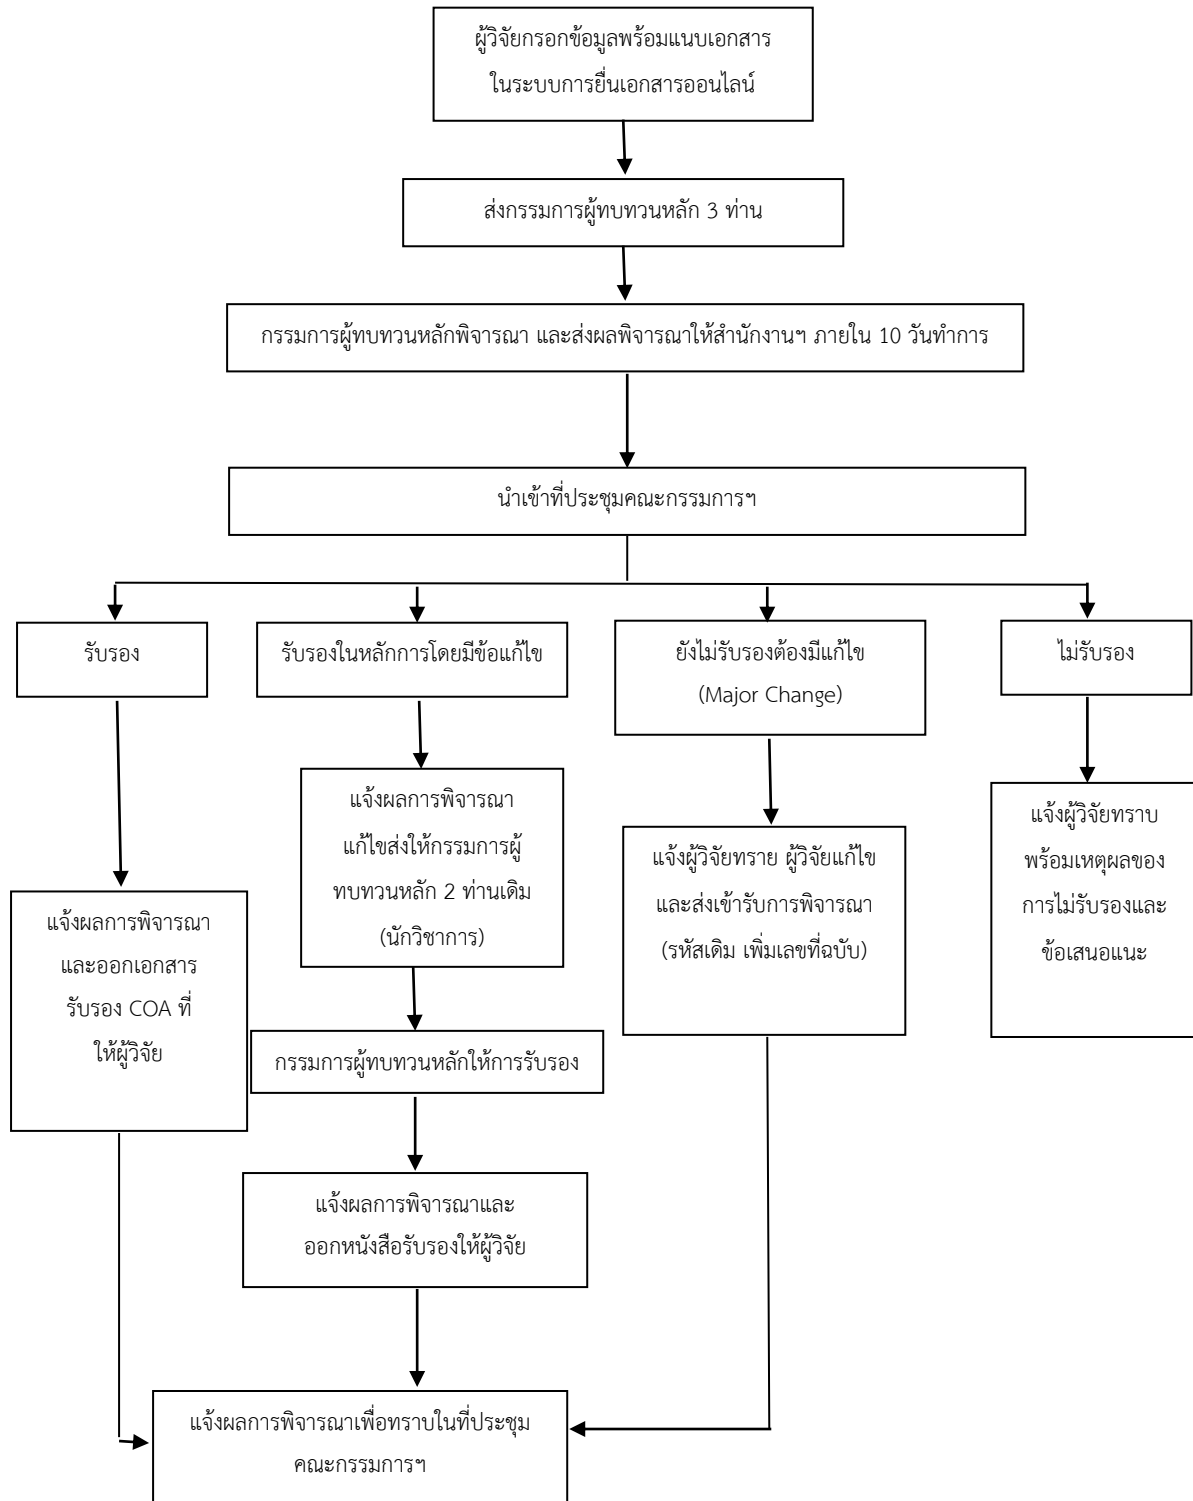 ผู้วิจัยกรอกข้อมูลพร้อมแนบเอกสาร
ในระบบการยื่นเอกสารออนไลน์
ส่งกรรมการผู้ทบทวนหลัก 3 ท่าน
กรรมการผู้ทบทวนหลักพิจารณา และส่งผลพิจารณาให้สำนักงานฯ ภายใน 10 วันทำการ
นำเข้าที่ประชุมคณะกรรมการฯ
รับรอง
รับรองในหลักการโดยมีข้อแก้ไข
ยังไม่รับรองต้องมีแก้ไข
(Major Change)
ไม่รับรอง
แจ้งผลการพิจารณา
และออกเอกสาร
รับรอง COA ที่
ให้ผู้วิจัย
แจ้งผลการพิจารณา
แก้ไขส่งให้กรรมการผู้
ทบทวนหลัก 2 ท่านเดิม
(นักวิชาการ)
แจ้งผู้วิจัยทราย ผู้วิจัยแก้ไข
และส่งเข้ารับการพิจารณา
(รหัสเดิม เพิ่มเลขที่ฉบับ)
แจ้งผู้วิจัยทราบ
พร้อมเหตุผลของ
การไม่รับรองและ
ข้อเสนอแนะ
กรรมการผู้ทบทวนหลักให้การรับรอง
แจ้งผลการพิจารณาและ
ออกหนังสือรับรองให้ผู้วิจัย
แจ้งผลการพิจารณาเพื่อทราบในที่ประชุม
คณะกรรมการฯ